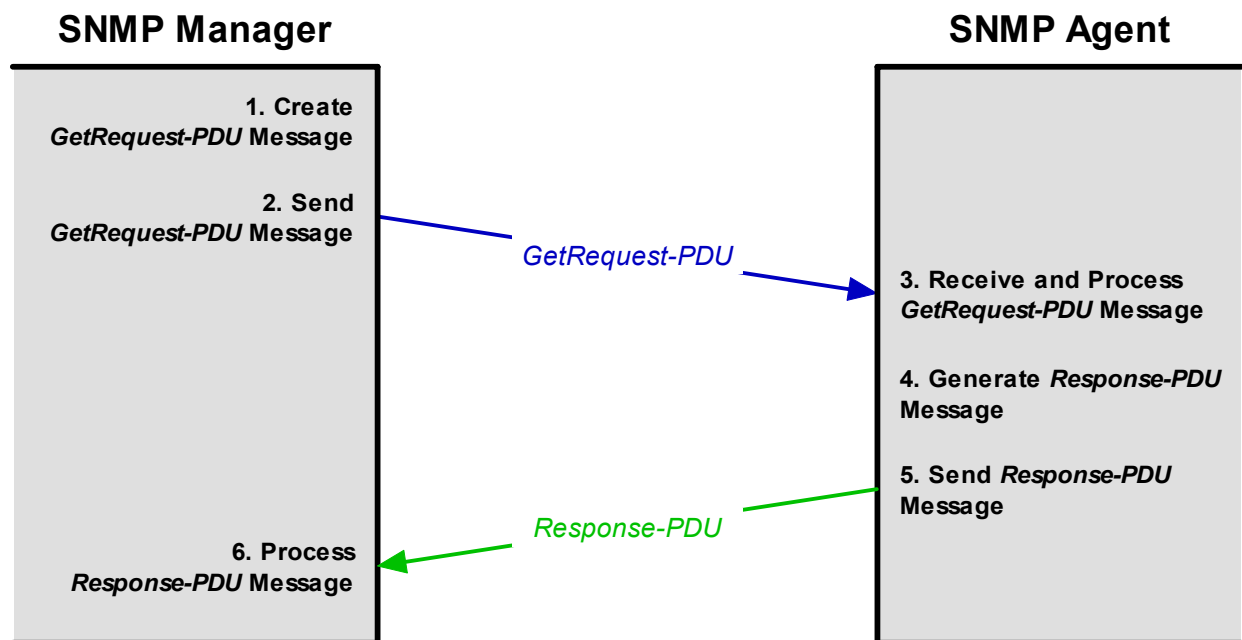 SNMP Manager
SNMP Agent
1. Create
GetRequest-PDU Message
2. Send
GetRequest-PDU Message
GetRequest-PDU
3. Receive and Process
GetRequest-PDU Message
4. Generate Response-PDU
Message
5. Send Response-PDU
Message
Response-PDU
6. Process
Response-PDU Message